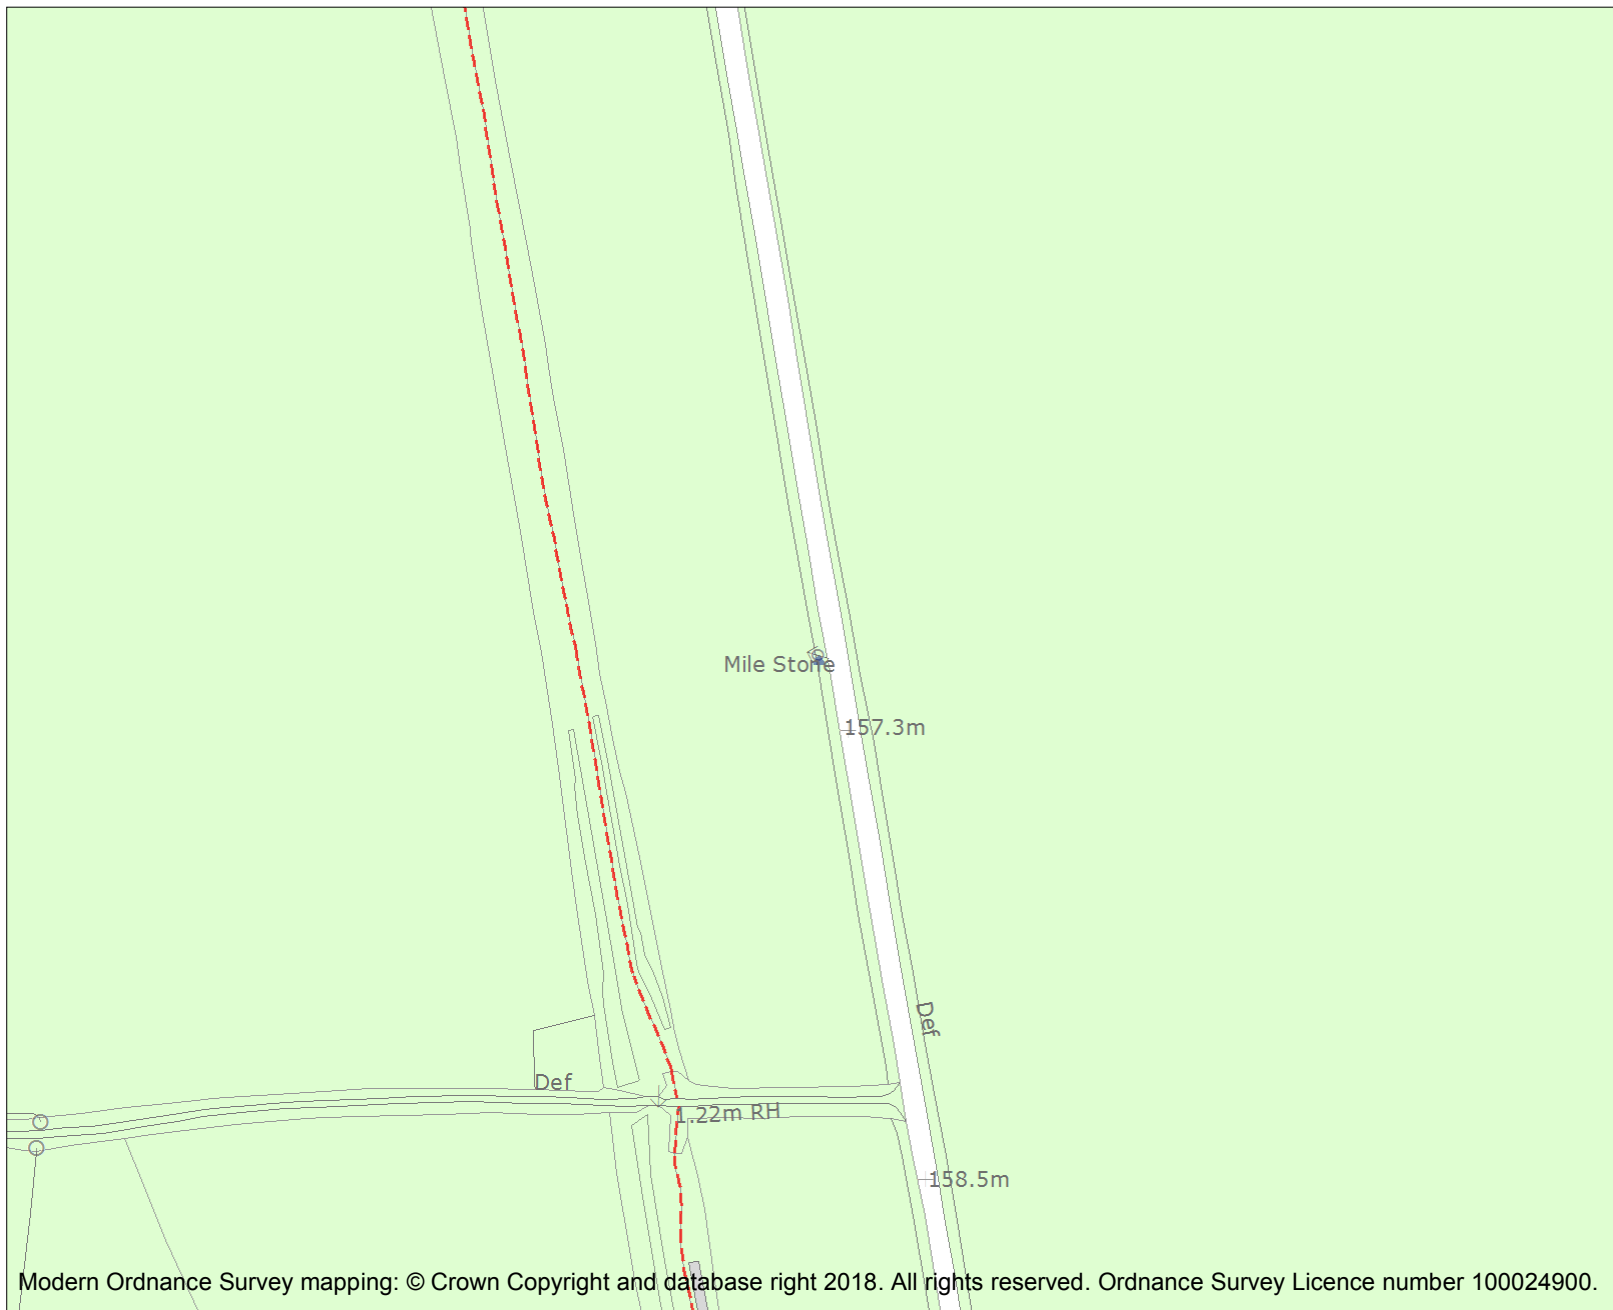 Mile Stone
157.3m
Def
Def
1.22m RH
158.5m
Modern Ordnance Survey mapping: © Crown Copyright and database right 2018. All rights reserved. Ordnance Survey Licence number 100024900.